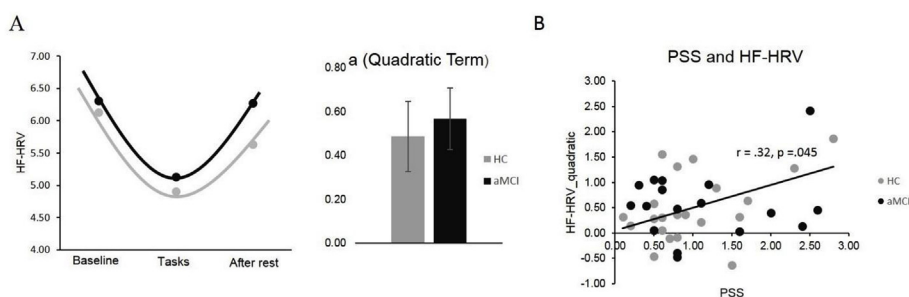 A
7.00
6.50
6.00
5.50
5.00
4.50
4.00
HF-HRV
Baseline
Tasks
After rest
a (Quadratic Term)
0.80
0.60
0.40
0.20
0.00
HC
aMCI
B
PSS and HF-HRV
3.00
2.50
2.00
1.50
1.00
0.50
0.00
-0.50
-1.00
HF-HRV_quadratic
r = .32, p =.045
0.00 0.50 1.00 1.50 2.00 2.50 3.00
PSS
HC
aMCI